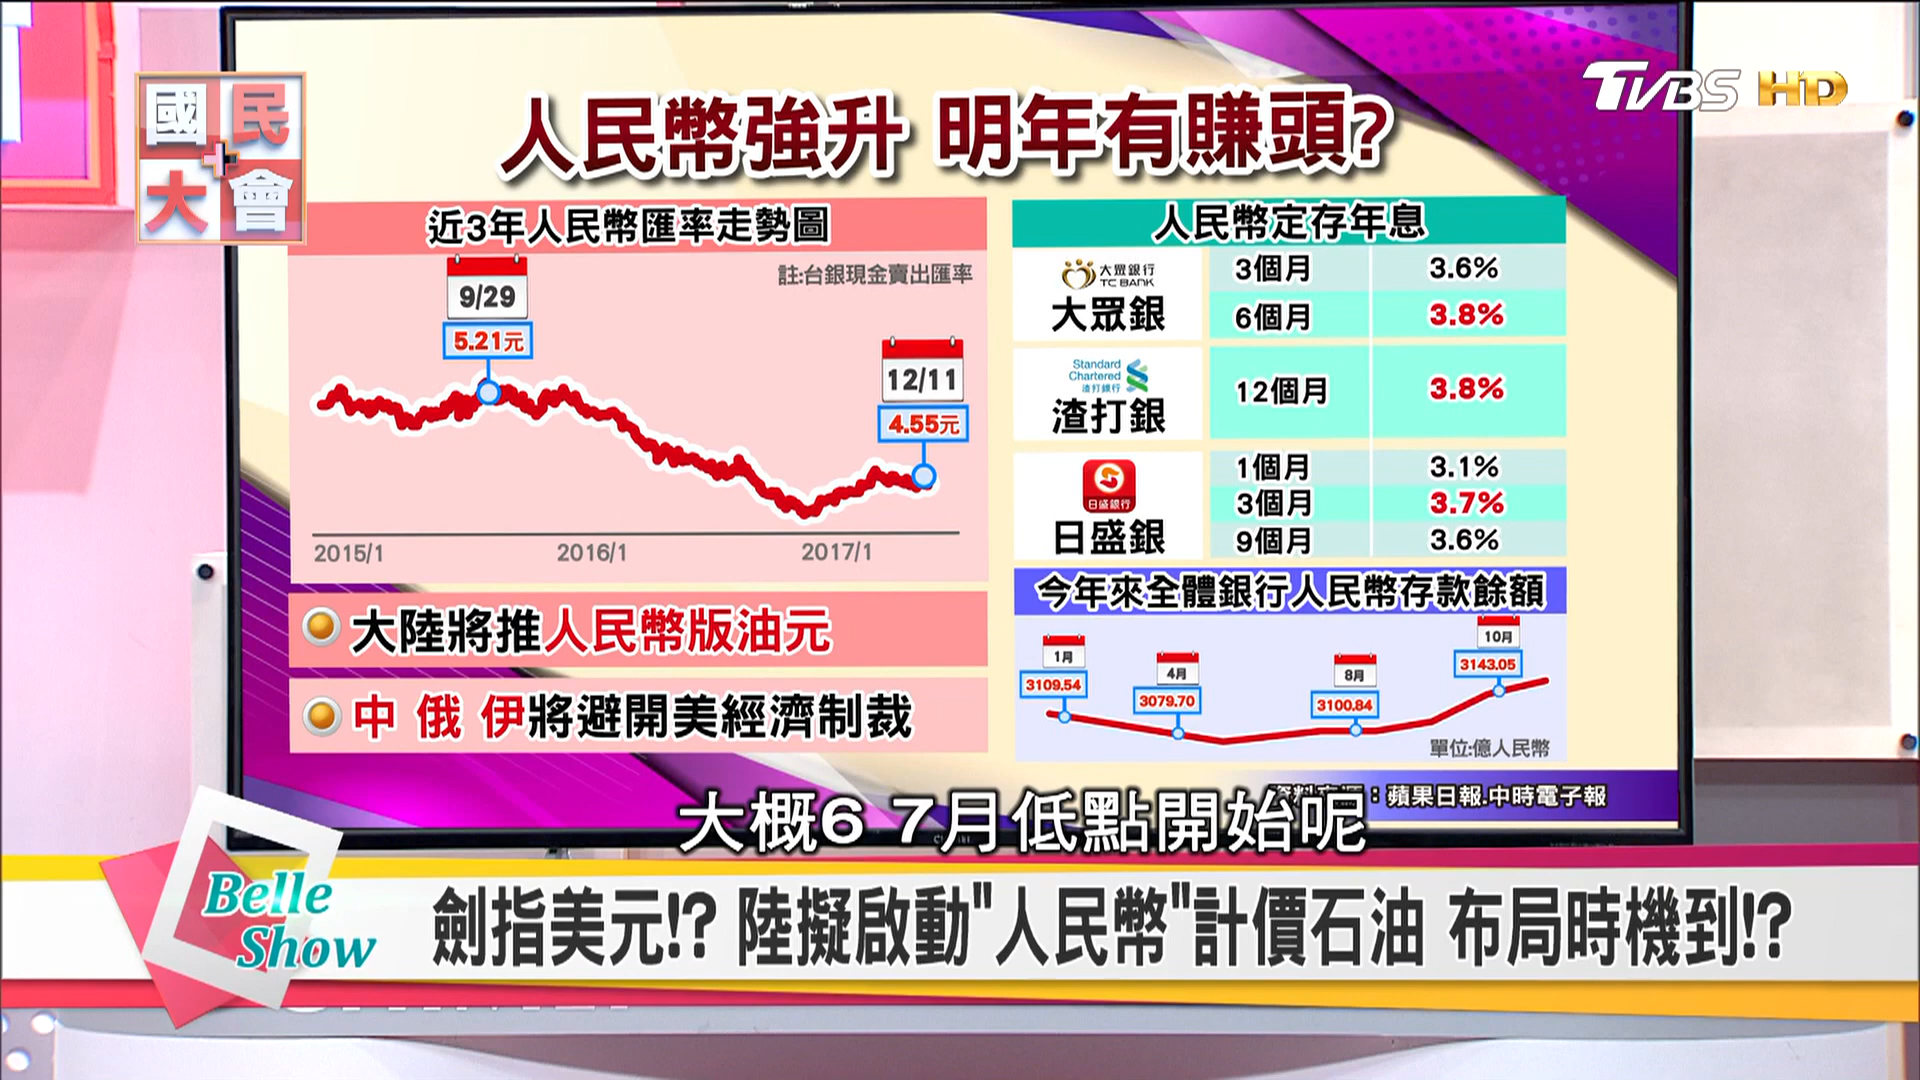 國民
大會
TVBS HD
人民幣強升 明年有賺頭?
近3年人民幣匯率走勢圖
註:台銀現金賣出匯率
9/29
5.21元
12/11
4.55元
2015/1
2016/1
2017/1
大陸將推人民幣版油元
中 俄 伊將避開美經濟制裁
人民幣定存年息
大眾銀行
TC BANK
大眾銀
3個月 3.6%
6個月 3.8%
Standard
Chartered
渣打銀行
渣打銀
12個月 3.8%
日盛銀行
日盛銀
1個月 3.1%
3個月 3.7%
9個月 3.6%
今年來全體銀行人民幣存款餘額
1月
3109.54
4月
3079.70
8月
3100.84
10月
3143.05
單位:億人民幣
:蘋果日報.中時電子報
大概6 7月低點開始呢
Belle
Show
劍指美元!? 陸擬啟動"人民幣"計價石油 布局時機到!?